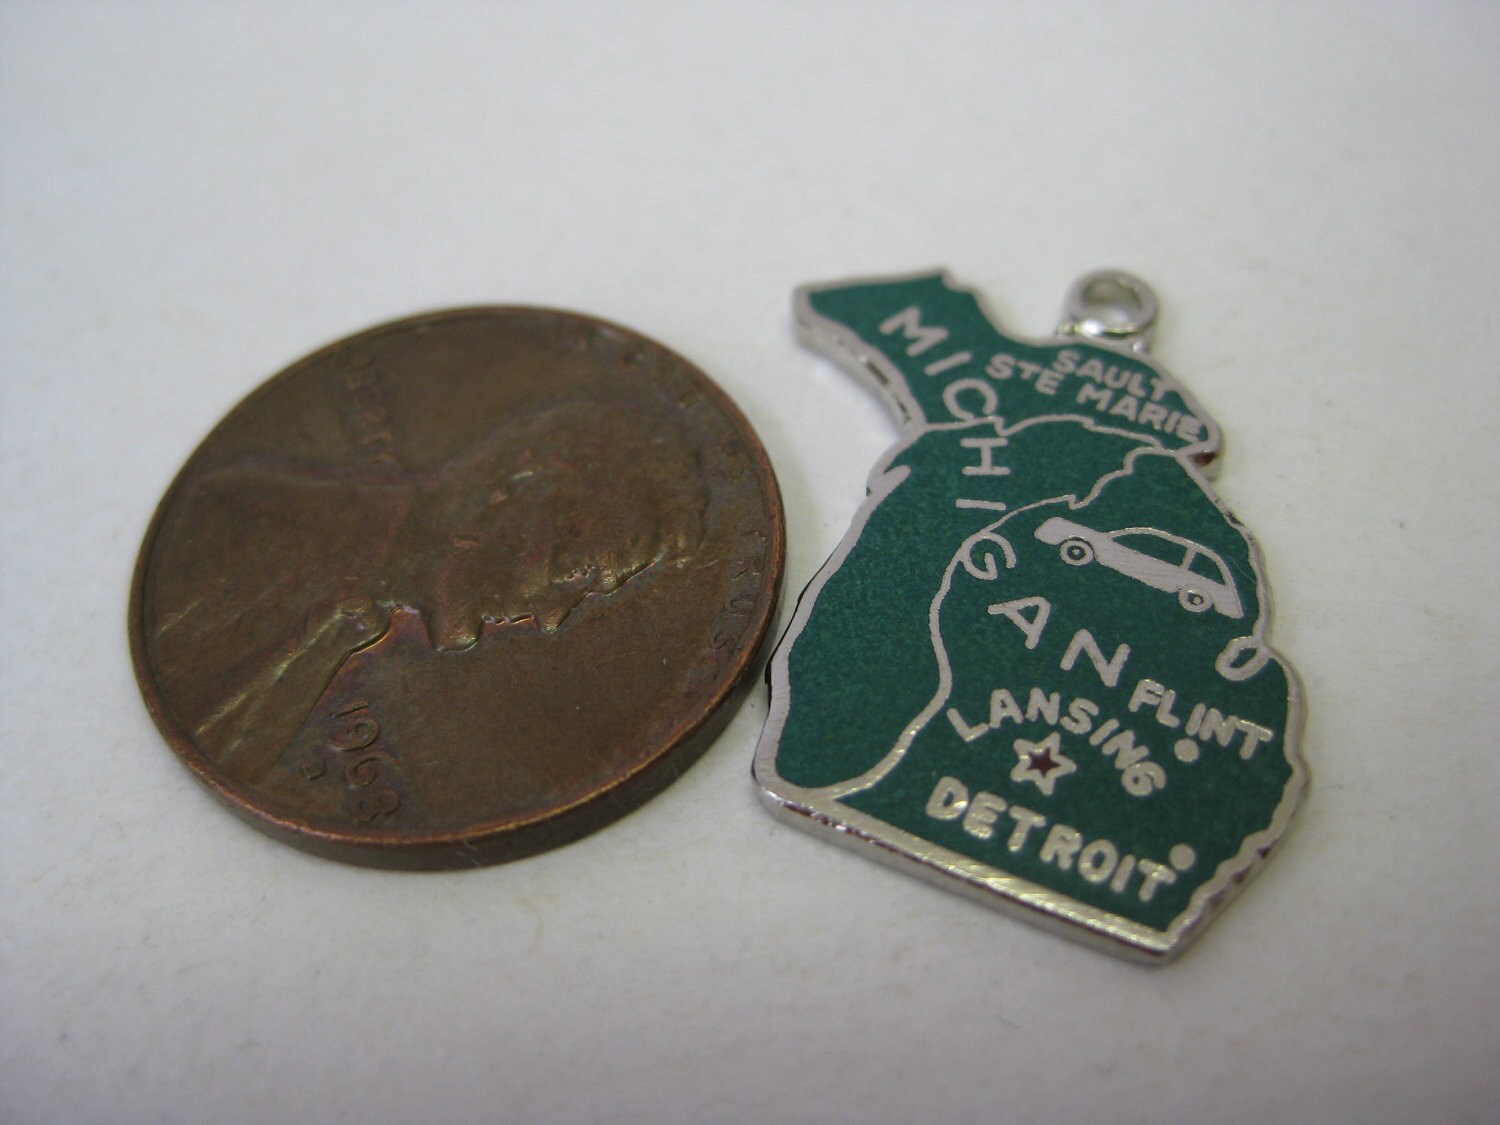 1963
D
MICHIGAN
SAULT
STE MARIE
FLINT
LANSING
DETROIT